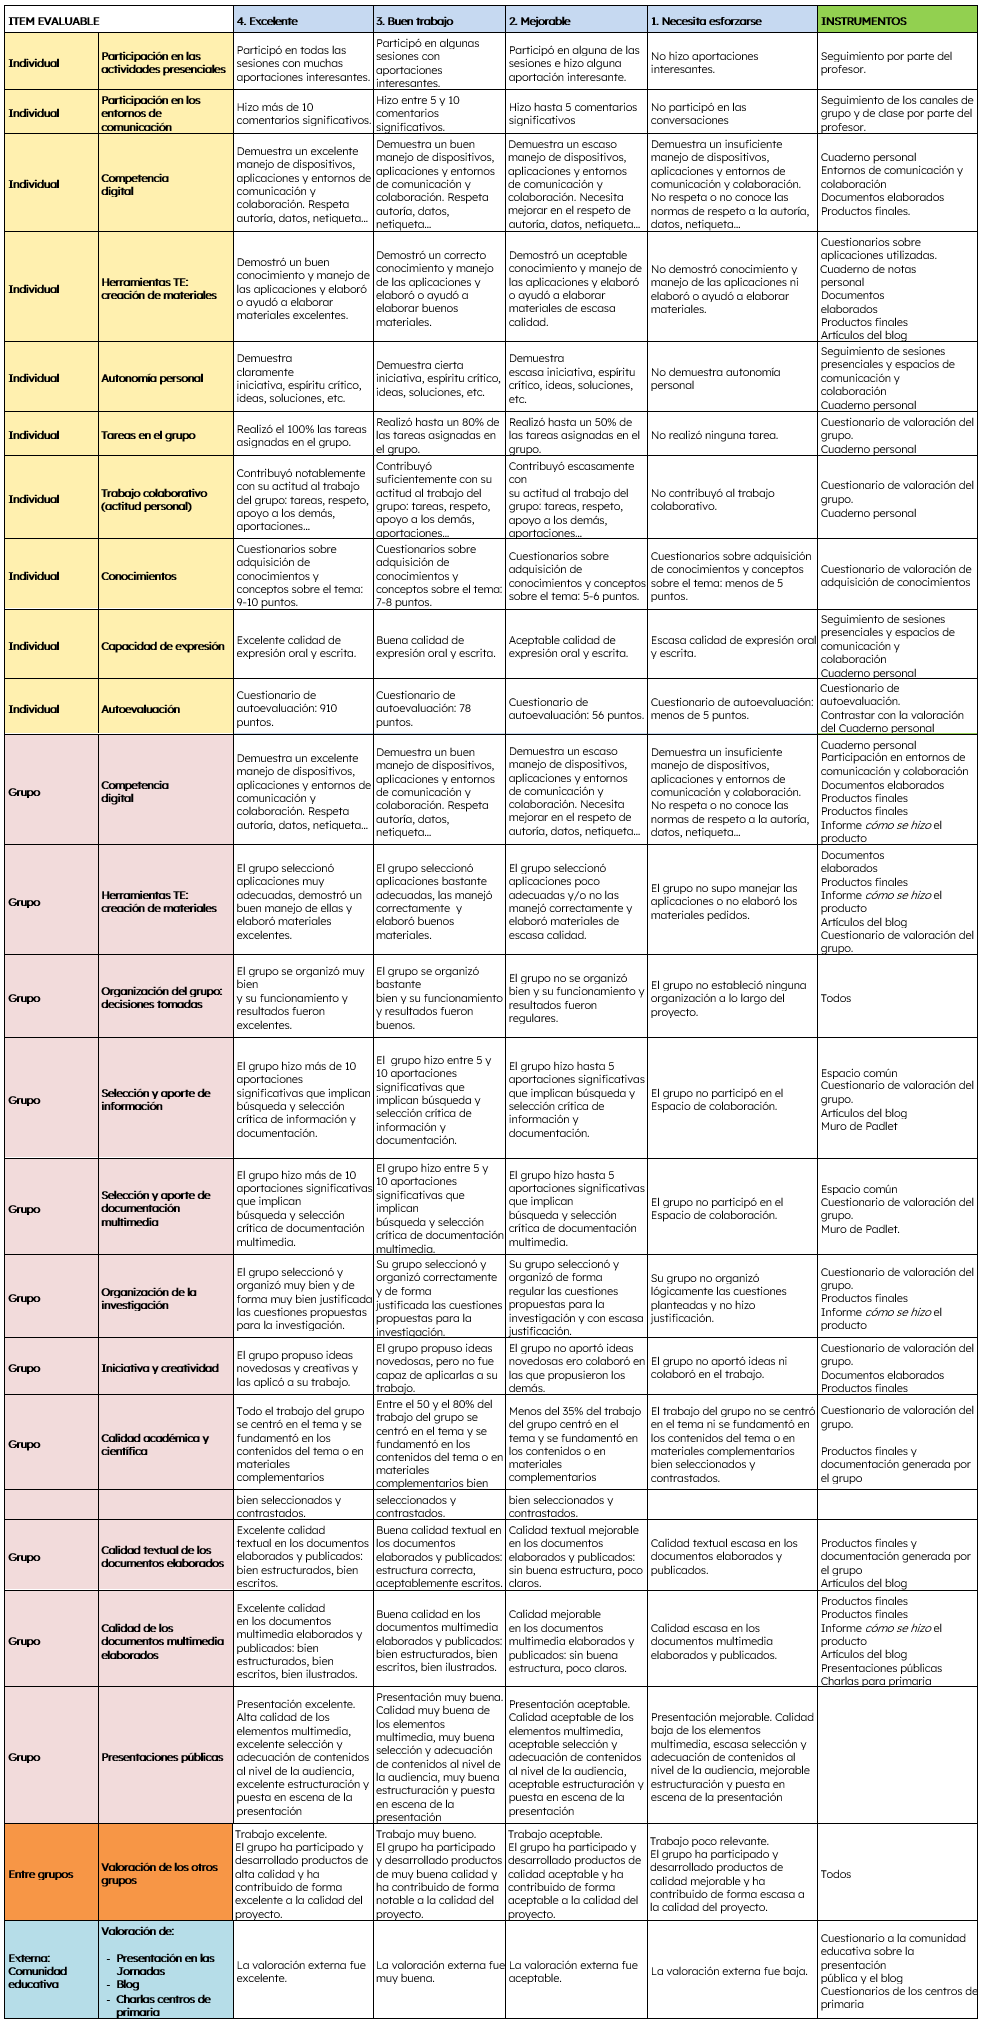 ITEM EVALUABLE
4. Excelente
3. Buen trabajo
2. Mejorable
1. Necesita esforzarse
INSTRUMENTOS
Individual
Participación en las
actividades presenciales
Participó en todas las
sesiones con muchas
aportaciones interesantes.
Participó en algunas
sesiones con
aportaciones
interesantes.
Participó en alguna de las
sesiones e hizo alguna
aportación interesante.
No hizo aportaciones
interesantes.
Seguimiento por parte del
profesor.
Individual
Participación en los
entornos de
comunicación
Hizo más de 10
comentarios significativos.
Hizo entre 5 y 10
comentarios
significativos.
Hizo hasta 5 comentarios
significativos
No participó en las
conversaciones
Seguimiento de los canales de
grupo y de clase por parte del
profesor.
Individual
Competencia
digital
Demuestra un excelente
manejo de dispositivos,
aplicaciones y entornos de
comunicación y
colaboración. Respeta
autoría, datos, netiqueta...
Demuestra un buen
manejo de dispositivos,
aplicaciones y entornos
de comunicación y
colaboración. Respeta
autoría, datos,
netiqueta...
Demuestra un escaso
manejo de dispositivos,
aplicaciones y entornos
de comunicación y
colaboración. Necesita
mejorar en el respeto de
autoría, datos, netiqueta...
Demuestra un insuficiente
manejo de dispositivos,
aplicaciones y entornos de
comunicación y colaboración.
No respeta o no conoce las
normas de respeto a la autoría,
datos, netiqueta...
Cuaderno personal
Entornos de comunicación y
colaboración
Documentos elaborados
Productos finales.
Individual
Herramientas TE:
creación de materiales
Demostró un buen
conocimiento y manejo de
las aplicaciones y elaboró
o ayudó a elaborar
materiales excelentes.
Demostró un correcto
conocimiento y manejo
de las aplicaciones y
elaboró o ayudó a
elaborar buenos
materiales.
Demostró un aceptable
conocimiento y manejo de
las aplicaciones y elaboró
o ayudó a elaborar
materiales de escasa
calidad.
No demostró conocimiento y
manejo de las aplicaciones ni
elaboró o ayudó a elaborar
materiales.
Cuestionarios sobre
aplicaciones utilizadas.
Cuaderno de notas
personal
Documentos
elaborados
Productos finales
Artículos del blog
Individual
Autonomía personal
Demuestra
claramente
iniciativa, espíritu crítico,
ideas, soluciones, etc.
Demuestra cierta
iniciativa, espíritu crítico,
ideas, soluciones, etc.
Demuestra
escasa iniciativa, espíritu
crítico, ideas, soluciones,
etc.
No demuestra autonomía
personal
Seguimiento de sesiones
presenciales y espacios de
comunicación y
colaboración
Cuaderno personal
Individual
Tareas en el grupo
Realizó el 100% las tareas
asignadas en el grupo.
Realizó hasta un 80% de
las tareas asignadas en
el grupo.
Realizó hasta un 50% de
las tareas asignadas en el
grupo.
No realizó ninguna tarea.
Cuestionario de valoración del
grupo.
Cuaderno personal
Individual
Trabajo colaborativo
(actitud personal)
Contribuyó notablemente
con su actitud al trabajo
del grupo: tareas, respeto,
apoyo a los demás,
aportaciones...
Contribuyó
suficientemente con su
actitud al trabajo del
grupo: tareas, respeto,
apoyo a los demás,
aportaciones...
Contribuyó escasamente
con
su actitud al trabajo del
grupo: tareas, respeto,
apoyo a los demás,
aportaciones...
No contribuyó al trabajo
colaborativo.
Cuestionario de valoración del
grupo.
Cuaderno personal
Individual
Conocimientos
Cuestionarios sobre
adquisición de
conocimientos y
conceptos sobre el tema:
9-10 puntos.
Cuestionarios sobre
adquisición de
conocimientos y
conceptos sobre el tema:
7-8 puntos.
Cuestionarios sobre
adquisición de
conocimientos y conceptos
sobre el tema: 5-6 puntos.
Cuestionarios sobre adquisición
de conocimientos y conceptos
sobre el tema: menos de 5
puntos.
Cuestionario de valoración de
adquisición de conocimientos
Individual
Capacidad de expresión
Excelente calidad de
expresión oral y escrita.
Buena calidad de
expresión oral y escrita.
Aceptable calidad de
expresión oral y escrita.
Escasa calidad de expresión oral
y escrita.
Seguimiento de sesiones
presenciales y espacios de
comunicación y
colaboración
Cuaderno personal
Individual
Autoevaluación
Cuestionario de
autoevaluación: 910
puntos.
Cuestionario de
autoevaluación: 78
puntos.
Cuestionario de
autoevaluación: 56 puntos.
Cuestionario de autoevaluación:
menos de 5 puntos.
Cuestionario de
autoevaluación.
Contrastar con la valoración
del Cuaderno personal
Grupo
Competencia
digital
Demuestra un excelente
manejo de dispositivos,
aplicaciones y entornos de
comunicación y
colaboración. Respeta
autoría, datos, netiqueta...
Demuestra un buen
manejo de dispositivos,
aplicaciones y entornos
de comunicación y
colaboración. Respeta
autoría, datos,
netiqueta...
Demuestra un escaso
manejo de dispositivos,
aplicaciones y entornos
de comunicación y
colaboración. Necesita
mejorar en el respeto de
autoría, datos, netiqueta...
Demuestra un insuficiente
manejo de dispositivos,
aplicaciones y entornos de
comunicación y colaboración.
No respeta o no conoce las
normas de respeto a la autoría,
datos, netiqueta...
Cuaderno personal
Participación en entornos de
comunicación y colaboración
Documentos elaborados
Productos finales
Productos finales
Informe cómo se hizo el
producto
Grupo
Herramientas TE:
creación de materiales
El grupo seleccionó
aplicaciones muy
adecuadas, demostró un
buen manejo de ellas y
elaboró materiales
excelentes.
El grupo seleccionó
aplicaciones bastante
adecuadas, las manejó
correctamente y
elaboró buenos
materiales.
El grupo seleccionó
aplicaciones poco
adecuadas y/o no las
manejó correctamente y
elaboró materiales de
escasa calidad.
El grupo no supo manejar las
aplicaciones o no elaboró los
materiales pedidos.
Documentos
elaborados
Productos finales
Informe cómo se hizo el
producto
Artículos del blog
Cuestionario de valoración del
grupo.
Grupo
Organización del grupo:
decisiones tomadas
El grupo se organizó muy
bien
y su funcionamiento y
resultados fueron
excelentes.
El grupo se organizó
bastante
bien y su funcionamiento
y resultados fueron
buenos.
El grupo no se organizó
bien y su funcionamiento y
resultados fueron
regulares.
El grupo no estableció ninguna
organización a lo largo del
proyecto.
Todos
Grupo
Selección y aporte de
información
El grupo hizo más de 10
aportaciones
significativas que implican
búsqueda y selección
crítica de información y
documentación.
El grupo hizo entre 5 y
10 aportaciones
significativas que
implican búsqueda y
selección crítica de
información y
documentación.
El grupo hizo hasta 5
aportaciones significativas
que implican búsqueda y
selección crítica de
información y
documentación.
El grupo no participó en el
Espacio de colaboración.
Espacio común
Cuestionario de valoración del
grupo.
Artículos del blog
Muro de Padlet
Grupo
Selección y aporte de
documentación
multimedia
El grupo hizo más de 10
aportaciones significativas
que implican
búsqueda y selección
crítica de documentación
multimedia.
El grupo hizo entre 5 y
10 aportaciones
significativas que
implican
búsqueda y selección
crítica de documentación
multimedia.
El grupo hizo hasta 5
aportaciones significativas
que implican
búsqueda y selección
crítica de documentación
multimedia.
El grupo no participó en el
Espacio de colaboración.
Espacio común
Cuestionario de valoración del
grupo.
Muro de Padlet.
Grupo
Organización de la
investigación
El grupo seleccionó y
organizó muy bien y de
forma muy bien justificada
las cuestiones propuestas
para la investigación.
Su grupo seleccionó y
organizó correctamente
y de forma
justificada las cuestiones
propuestas para la
investigación.
Su grupo seleccionó y
organizó de forma
regular las cuestiones
propuestas para la
investigación y con escasa
justificación.
Su grupo no organizó
lógicamente las cuestiones
planteadas y no hizo
justificación.
Cuestionario de valoración del
grupo.
Productos finales
Informe cómo se hizo el
producto
Grupo
Iniciativa y creatividad
El grupo propuso ideas
novedosas y creativas y
las aplicó a su trabajo.
El grupo propuso ideas
novedosas, pero no fue
capaz de aplicarlas a su
trabajo.
El grupo no aportó ideas
novedosas ero colaboró en
las que propusieron los
demás.
El grupo no aportó ideas ni
colaboró en el trabajo.
Cuestionario de valoración del
grupo.
Documentos elaborados
Productos finales
Grupo
Calidad académica y
científica
Todo el trabajo del grupo
se centró en el tema y se
fundamentó en los
contenidos del tema o en
materiales
complementarios
Entre el 50 y el 80% del
trabajo del grupo se
centró en el tema y se
fundamentó en los
contenidos del tema o en
materiales
complementarios bien
Menos del 35% del trabajo
del grupo centró en el
tema y se fundamentó en
los contenidos o en
materiales
complementarios
El trabajo del grupo no se centró
en el tema ni se fundamentó en
los contenidos del tema o en
materiales complementarios
bien seleccionados y
contrastados.
Cuestionario de valoración del
grupo.
Productos finales y
documentación generada por
el grupo
bien seleccionados y
contrastados.
seleccionados y
contrastados.
bien seleccionados y
contrastados.
Grupo
Calidad textual de los
documentos elaborados
Excelente calidad
textual en los documentos
elaborados y publicados:
bien estructurados, bien
escritos.
Buena calidad textual en
los documentos
elaborados y publicados:
estructura correcta,
aceptablemente escritos.
Calidad textual mejorable
en los documentos
elaborados y publicados:
sin buena estructura, poco
claros.
Calidad textual escasa en los
documentos elaborados y
publicados.
Productos finales y
documentación generada por
el grupo
Artículos del blog
Grupo
Calidad de los
documentos multimedia
elaborados
Excelente calidad
en los documentos
multimedia elaborados y
publicados: bien
estructurados, bien
escritos, bien ilustrados.
Buena calidad en los
documentos multimedia
elaborados y publicados:
bien estructurados, bien
escritos, bien ilustrados.
Calidad mejorable
en los documentos
multimedia elaborados y
publicados: sin buena
estructura, poco claros.
Calidad escasa en los
documentos multimedia
elaborados y publicados.
Productos finales
Productos finales
Informe cómo se hizo el
producto
Artículos del blog
Presentaciones públicas
Charlas para primaria
Grupo
Presentaciones públicas
Presentación excelente.
Alta calidad de los
elementos multimedia,
excelente selección y
adecuación de contenidos
al nivel de la audiencia,
excelente estructuración y
puesta en escena de la
presentación
Presentación muy buena.
Calidad muy buena de
los elementos
multimedia, muy buena
selección y adecuación
de contenidos al nivel de
la audiencia, muy buena
estructuración y puesta
en escena de la
presentación
Presentación aceptable.
Calidad aceptable de los
elementos multimedia,
aceptable selección y
adecuación de contenidos
al nivel de la audiencia,
aceptable estructuración y
puesta en escena de la
presentación
Presentación mejorable. Calidad
baja de los elementos
multimedia, escasa selección y
adecuación de contenidos al
nivel de la audiencia, mejorable
estructuración y puesta en
escena de la presentación
Entre grupos
Valoración de los otros
grupos
Trabajo excelente.
El grupo ha participado y
desarrollado productos de
alta calidad y ha
contribuido de forma
excelente a la calidad del
proyecto.
Trabajo muy bueno.
El grupo ha participado
y desarrollado productos
de muy buena calidad y
ha contribuido de forma
notable a la calidad del
proyecto.
Trabajo aceptable.
El grupo ha participado y
desarrollado productos de
calidad aceptable y ha
contribuido de forma
aceptable a la calidad del
proyecto.
Trabajo poco relevante.
El grupo ha participado y
desarrollado productos de
calidad mejorable y ha
contribuido de forma escasa a
la calidad del proyecto.
Todos
Externa:
Comunidad
educativa
Valoración de:
- Presentación en las
Jornadas
- Blog
- Charlas centros de
primaria
La valoración externa fue
excelente.
La valoración externa fue
muy buena.
La valoración externa fue
aceptable.
La valoración externa fue baja.
Cuestionario a la comunidad
educativa sobre la
presentación
pública y el blog
Cuestionarios de los centros de
primaria